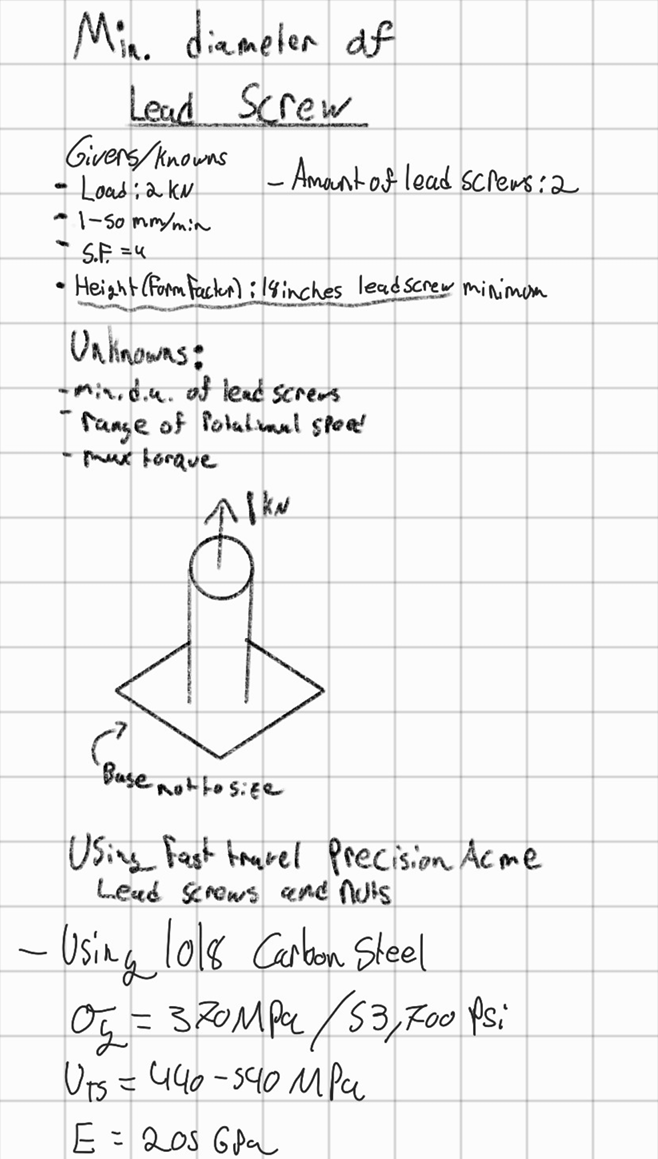 Min. diameter of
Lead Screw
Givers/Knowns
- Load: 2 kN
- Amount of lead screws: 2
- 1-50 mm/min
- S.F. = 4
• Height (Form Factor): 18 inches leadscrew minimum
Unknowns:
- min. dia. of lead screws
- range of rotational speed
- max torque
1 kN
Base not to size
Using Fast travel Precision Acme
Lead screws and nuts
- Using 1018 Carbon Steel
σy = 370 MPa / 53,700 psi
UTS = 440-540 MPa
E = 205 GPa